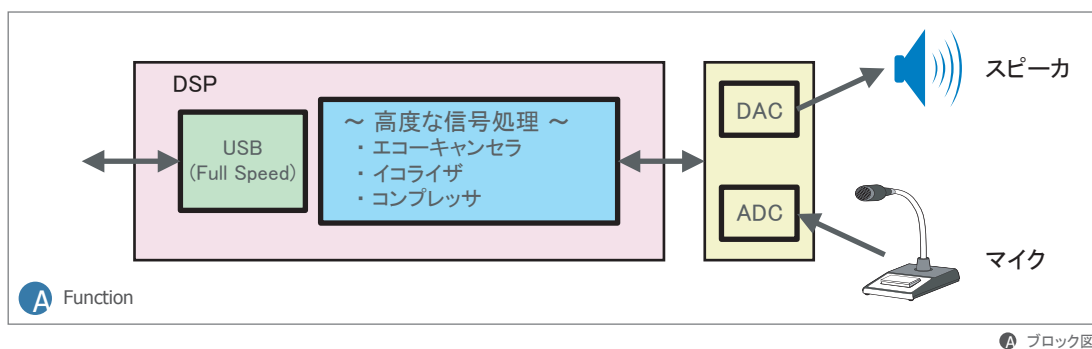 DSP
USB
(Full Speed)
～ 高度な信号処理 ～
・ エコーキャンセラ
・ イコライザ
・ コンプレッサ
DAC
ADC
スピーカ
マイク
A Function
A ブロック図